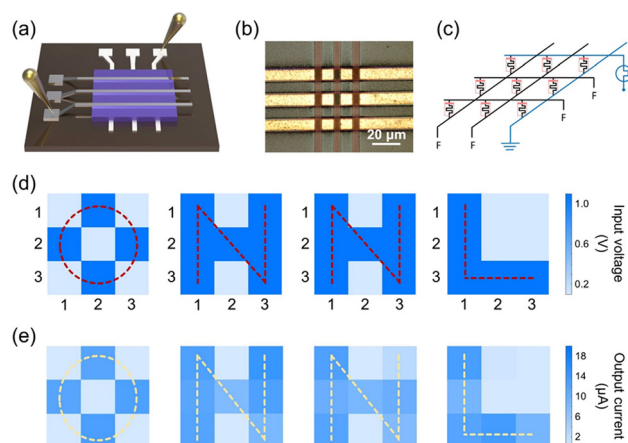 (a)
(b)
20 µm
(c)
F
F
F
F
(d)
1
2
3
1 2 3
1
2
3
1 2 3
1
2
3
1 2 3
1
2
3
1 2 3
1.0
0.6
0.2
Input voltage
(V)
(e)
18
14
10
6
2
Output current
(µA)